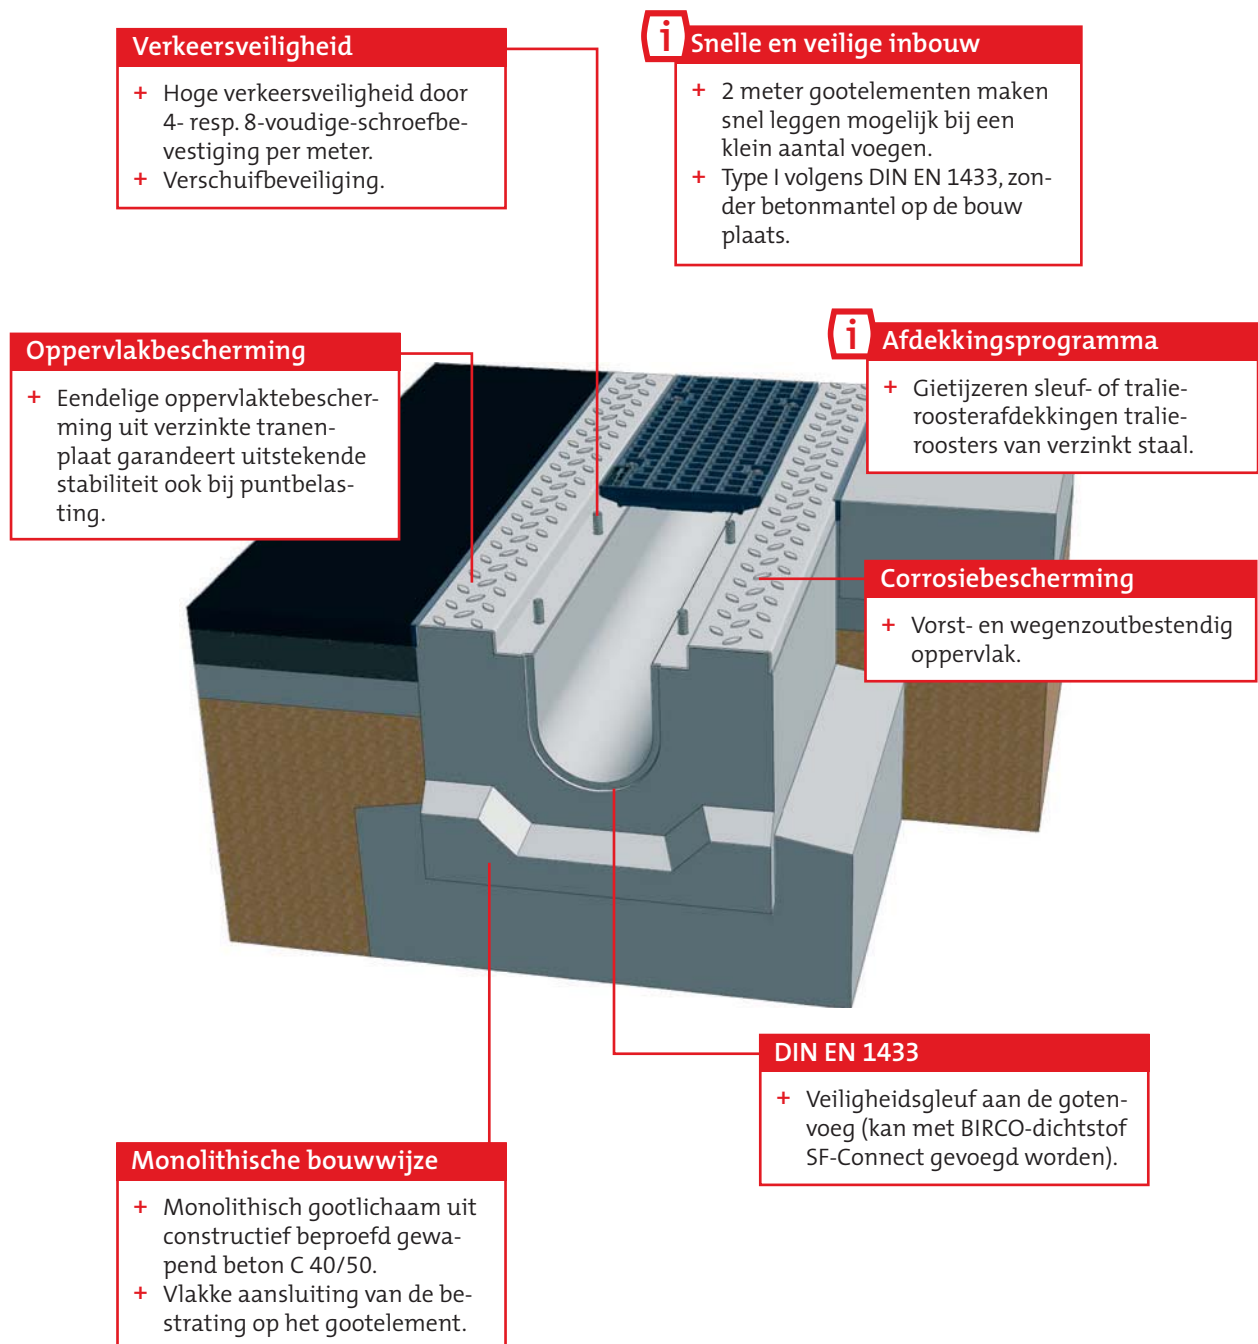 Verkeersveiligheid
+ Hoge verkeersveiligheid door
4- resp. 8-voudige-schroefbe-
vestiging per meter.
+ Verschuifbeveiliging.
i Snelle en veilige inbouw
+ 2 meter gootelementen maken
snel leggen mogelijk bij een
klein aantal voegen.
+ Type I volgens DIN EN 1433, zon-
der betonmantel op de bouw
plaats.
Oppervlakbescherming
+ Eendelige oppervlaktebescher-
ming uit verzinkte tranen-
plaat garandeert uitstekende
stabiliteit ook bij puntbelas-
ting.
i Afdekkingsprogramma
+ Gietijzeren sleuf- of tralie-
roosterafdekkingen tralie-
roosters van verzinkt staal.
Corrosiebescherming
+ Vorst- en wegenzoutbestendig
oppervlak.
DIN EN 1433
+ Veiligheidsgleuf aan de goten-
voeg (kan met BIRCO-dichtstof
SF-Connect gevoegd worden).
Monolithische bouwwijze
+ Monolithisch gootlichaam uit
constructief beproefd gewa-
pend beton C 40/50.
+ Vlakke aansluiting van de be-
strating op het gootelement.